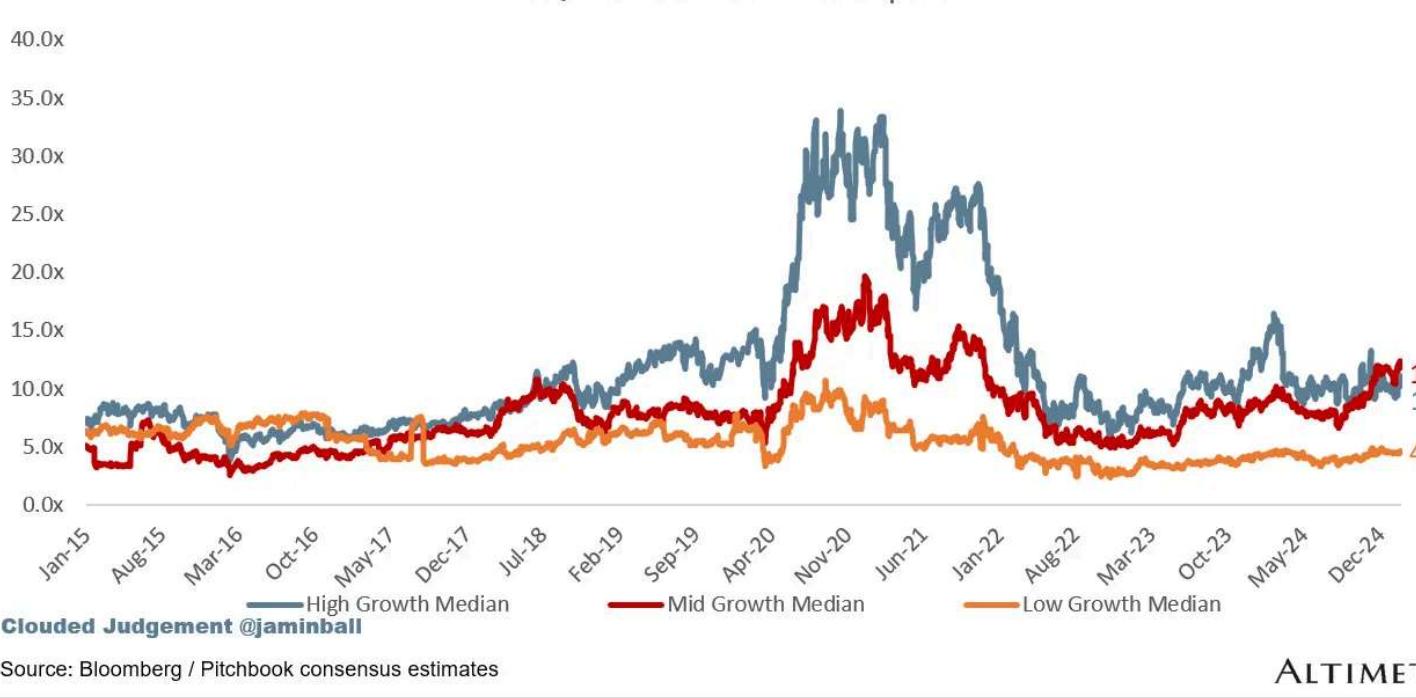 40.0x
35.0x
30.0x
25.0x
20.0x
15.0x
10.0x
5.0x
0.0x
Jan-15 Aug-15 Mar-16 Oct-16 May-17 Dec-17 Jul-18 Feb-19 Sep-19 Apr-20 Nov-20 Jun-21 Jan-22 Aug-22 Mar-23 Oct-23 May-24 Dec-24
High Growth Median Mid Growth Median Low Growth Median
Clouded Judgement @jaminball
Source: Bloomberg / Pitchbook consensus estimates